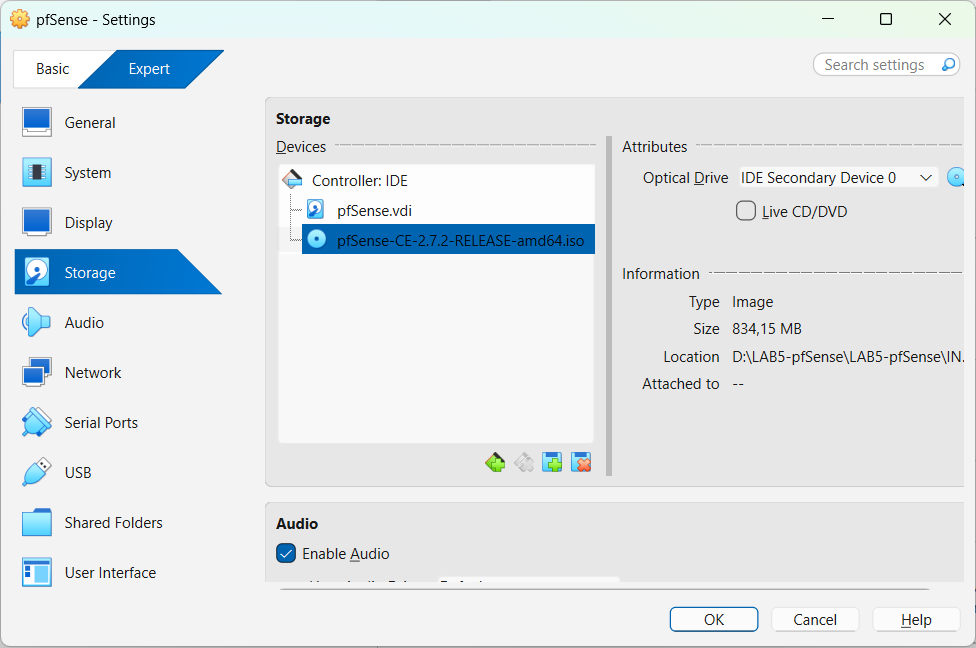 pfSense - Settings
Basic
Expert
Search settings
General
System
Display
Storage
Audio
Network
Serial Ports
USB
Shared Folders
User Interface
Storage
Devices
Controller: IDE
pfSense.vdi
pfSense-CE-2.7.2-RELEASE-amd64.iso
Attributes
Optical Drive IDE Secondary Device 0
Live CD/DVD
Information
Type Image
Size 834,15 MB
Location D:\LAB5-pfSense\LAB5-pfSense\IN.
Attached to --
Audio
Enable Audio
OK
Cancel
Help